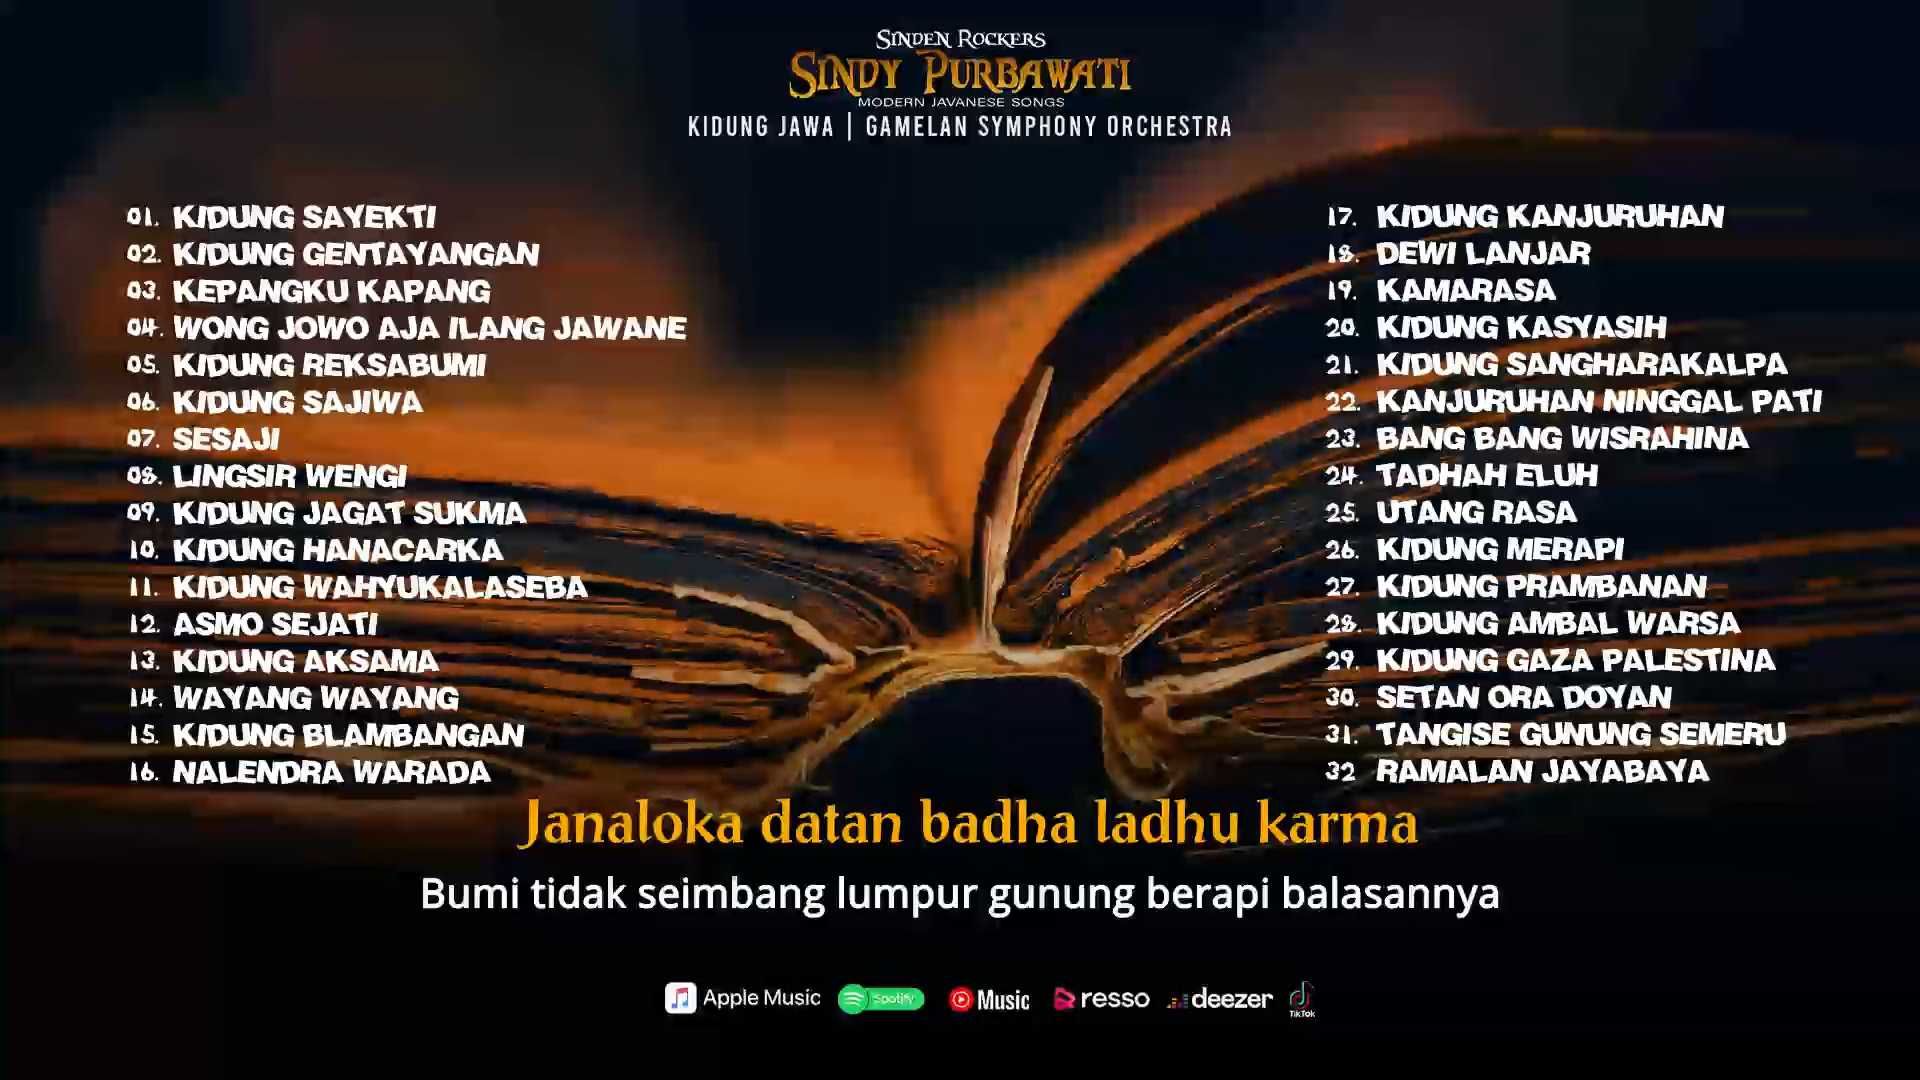 SINDEN ROCKERS
SINDY PURBAWATI
MODERN JAVANESE SONGS
KIDUNG JAWA | GAMELAN SYMPHONY ORCHESTRA
01. KIDUNG SAYEKTI
02. KIDUNG GENTAYANGAN
03. KEPANGKU KAPANG
04. WONG JOWO AJA ILANG JAWANE
05. KIDUNG REKSABUMI
06. KIDUNG SAJIWA
07. SESAJI
08. LINGSIR WENGI
09. KIDUNG JAGAT SUKMA
10. KIDUNG HANACARKA
11. KIDUNG WAHYUKALASEBA
12. ASMO SEJATI
13. KIDUNG AKSAMA
14. WAYANG WAYANG
15. KIDUNG BLAMBANGAN
16. NALENDRA WARADA
17. KIDUNG KANJURUHAN
18. DEWI LANJAR
19. KAMARASA
20. KIDUNG KASYASIH
21. KIDUNG SANGHARAKALPA
22. KANJURUHAN NINGGAL PATI
23. BANG BANG WISRAHINA
24. TADHAH ELUH
25. UTANG RASA
26. KIDUNG MERAPI
27. KIDUNG PRAMBANAN
28. KIDUNG AMBAL WARSA
29. KIDUNG GAZA PALESTINA
30. SETAN ORA DOYAN
31. TANGISE GUNUNG SEMERU
32 RAMALAN JAYABAYA
Janaloka datan badha ladhu karma
Bumi tidak seimbang lumpur gunung berapi balasannya
Apple Music Spotify Music resso deezer TikTok